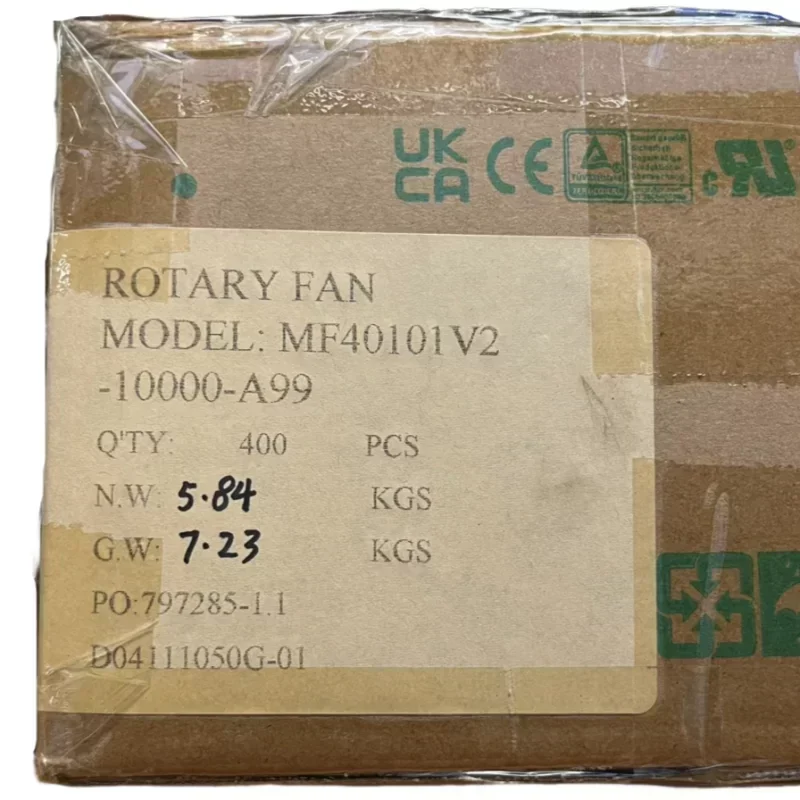 UK
CA CE
TÜVRheinland
ROTARY FAN
MODEL: MF40101V2
-10000-A99
Q'TY: 400 PCS
N.W: 5.84 KGS
G.W: 7.23 KGS
PO:797285-1.1
D04111050G-01